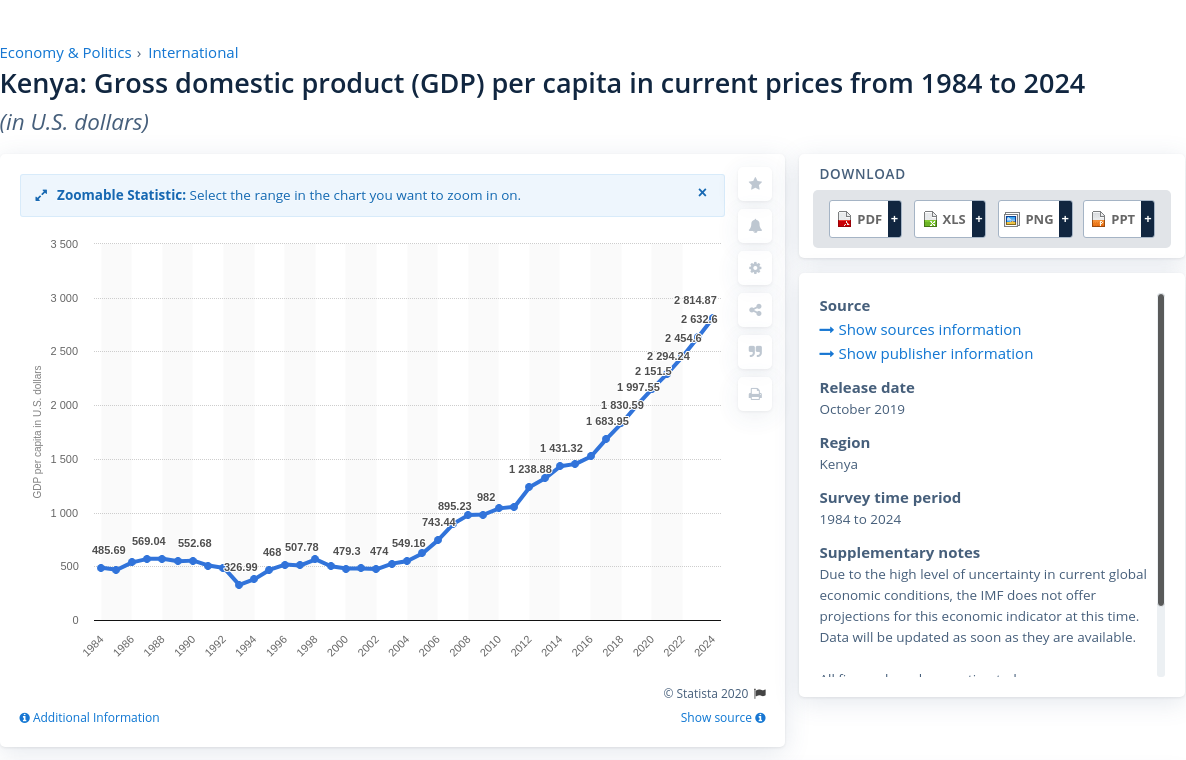 Economy & Politics › International
Kenya: Gross domestic product (GDP) per capita in current prices from 1984 to 2024
(in U.S. dollars)
Zoomable Statistic: Select the range in the chart you want to zoom in on.
×
GDP per capita in U.S. dollars
3 500
3 000
2 500
2 000
1 500
1 000
500
0
485.69
569.04
552.68
326.99
468
507.78
479.3
474
549.16
743.44
895.23
982
1 238.88
1 431.32
1 683.95
1 830.59
1 997.55
2 151.5
2 294.24
2 454.6
2 632.6
2 814.87
1984
1986
1988
1990
1992
1994
1996
1998
2000
2002
2004
2006
2008
2010
2012
2014
2016
2018
2020
2022
2024
© Statista 2020
Additional Information
Show source
DOWNLOAD
PDF +
XLS +
PNG +
PPT +
Source
Show sources information
Show publisher information
Release date
October 2019
Region
Kenya
Survey time period
1984 to 2024
Supplementary notes
Due to the high level of uncertainty in current global
economic conditions, the IMF does not offer
projections for this economic indicator at this time.
Data will be updated as soon as they are available.